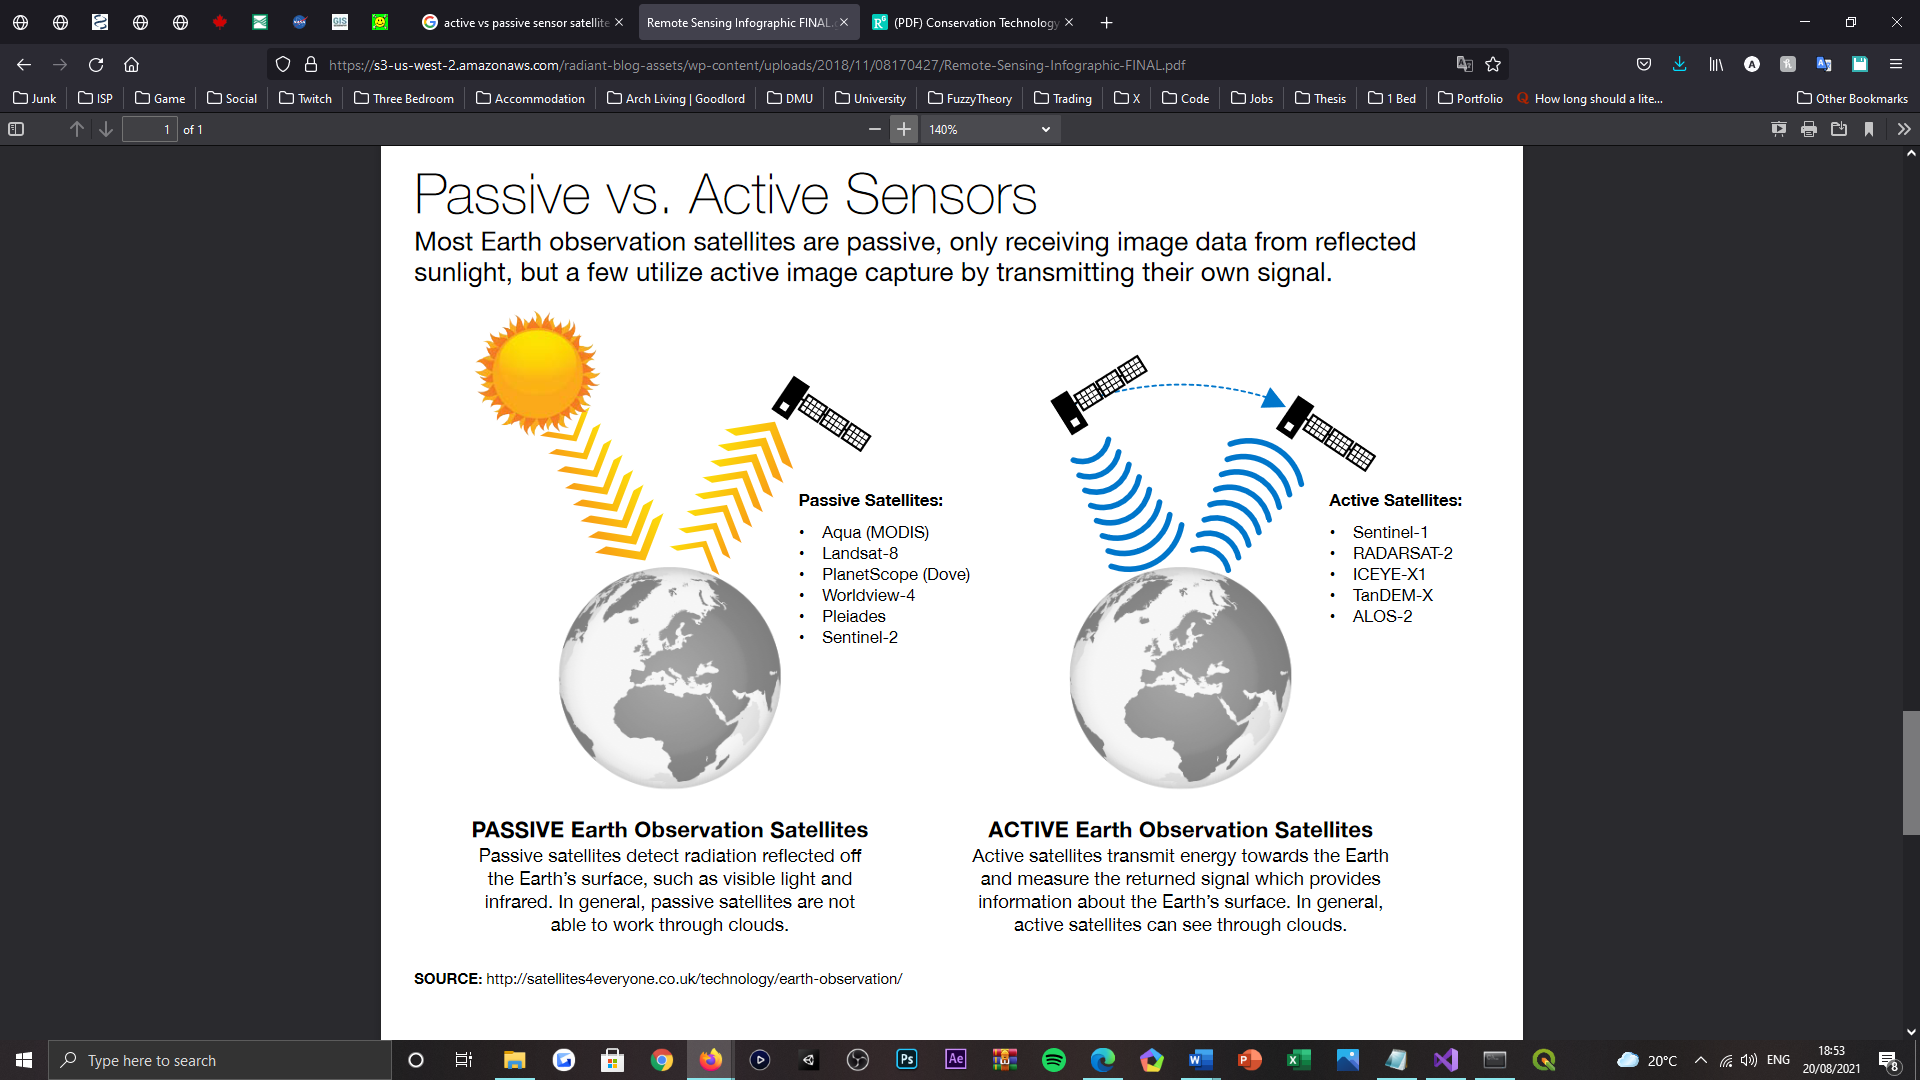 active vs passive sensor satellite
Remote Sensing Infographic FINAL.
(PDF) Conservation Technology
https://s3-us-west-2.amazonaws.com/radiant-blog-assets/wp-content/uploads/2018/11/08170427/Remote-Sensing-Infographic-FINAL.pdf
Junk ISP Game Social Twitch Three Bedroom Accommodation Arch Living | Goodlord DMU University FuzzyTheory Trading X Code Jobs Thesis 1 Bed Portfolio How long should a lite... Other Bookmarks
1 of 1 140%
Passive vs. Active Sensors
Most Earth observation satellites are passive, only receiving image data from reflected
sunlight, but a few utilize active image capture by transmitting their own signal.
Passive Satellites:
• Aqua (MODIS)
• Landsat-8
• PlanetScope (Dove)
• Worldview-4
• Pleiades
• Sentinel-2
Active Satellites:
• Sentinel-1
• RADARSAT-2
• ICEYE-X1
• TanDEM-X
• ALOS-2
PASSIVE Earth Observation Satellites
Passive satellites detect radiation reflected off
the Earth's surface, such as visible light and
infrared. In general, passive satellites are not
able to work through clouds.
ACTIVE Earth Observation Satellites
Active satellites transmit energy towards the Earth
and measure the returned signal which provides
information about the Earth's surface. In general,
active satellites can see through clouds.
SOURCE: http://satellites4everyone.co.uk/technology/earth-observation/
Type here to search
Ps
Ae
20°C
ENG
18:53
20/08/2021
8